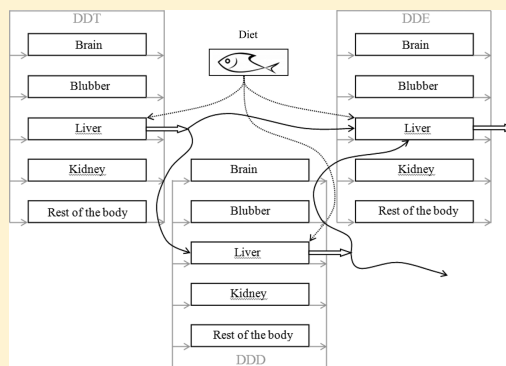 DDT
Brain
Blubber
Liver
Kidney
Rest of the body
Diet
DDE
Brain
Blubber
Liver
Kidney
Rest of the body
Brain
Blubber
Liver
Kidney
Rest of the body
DDD